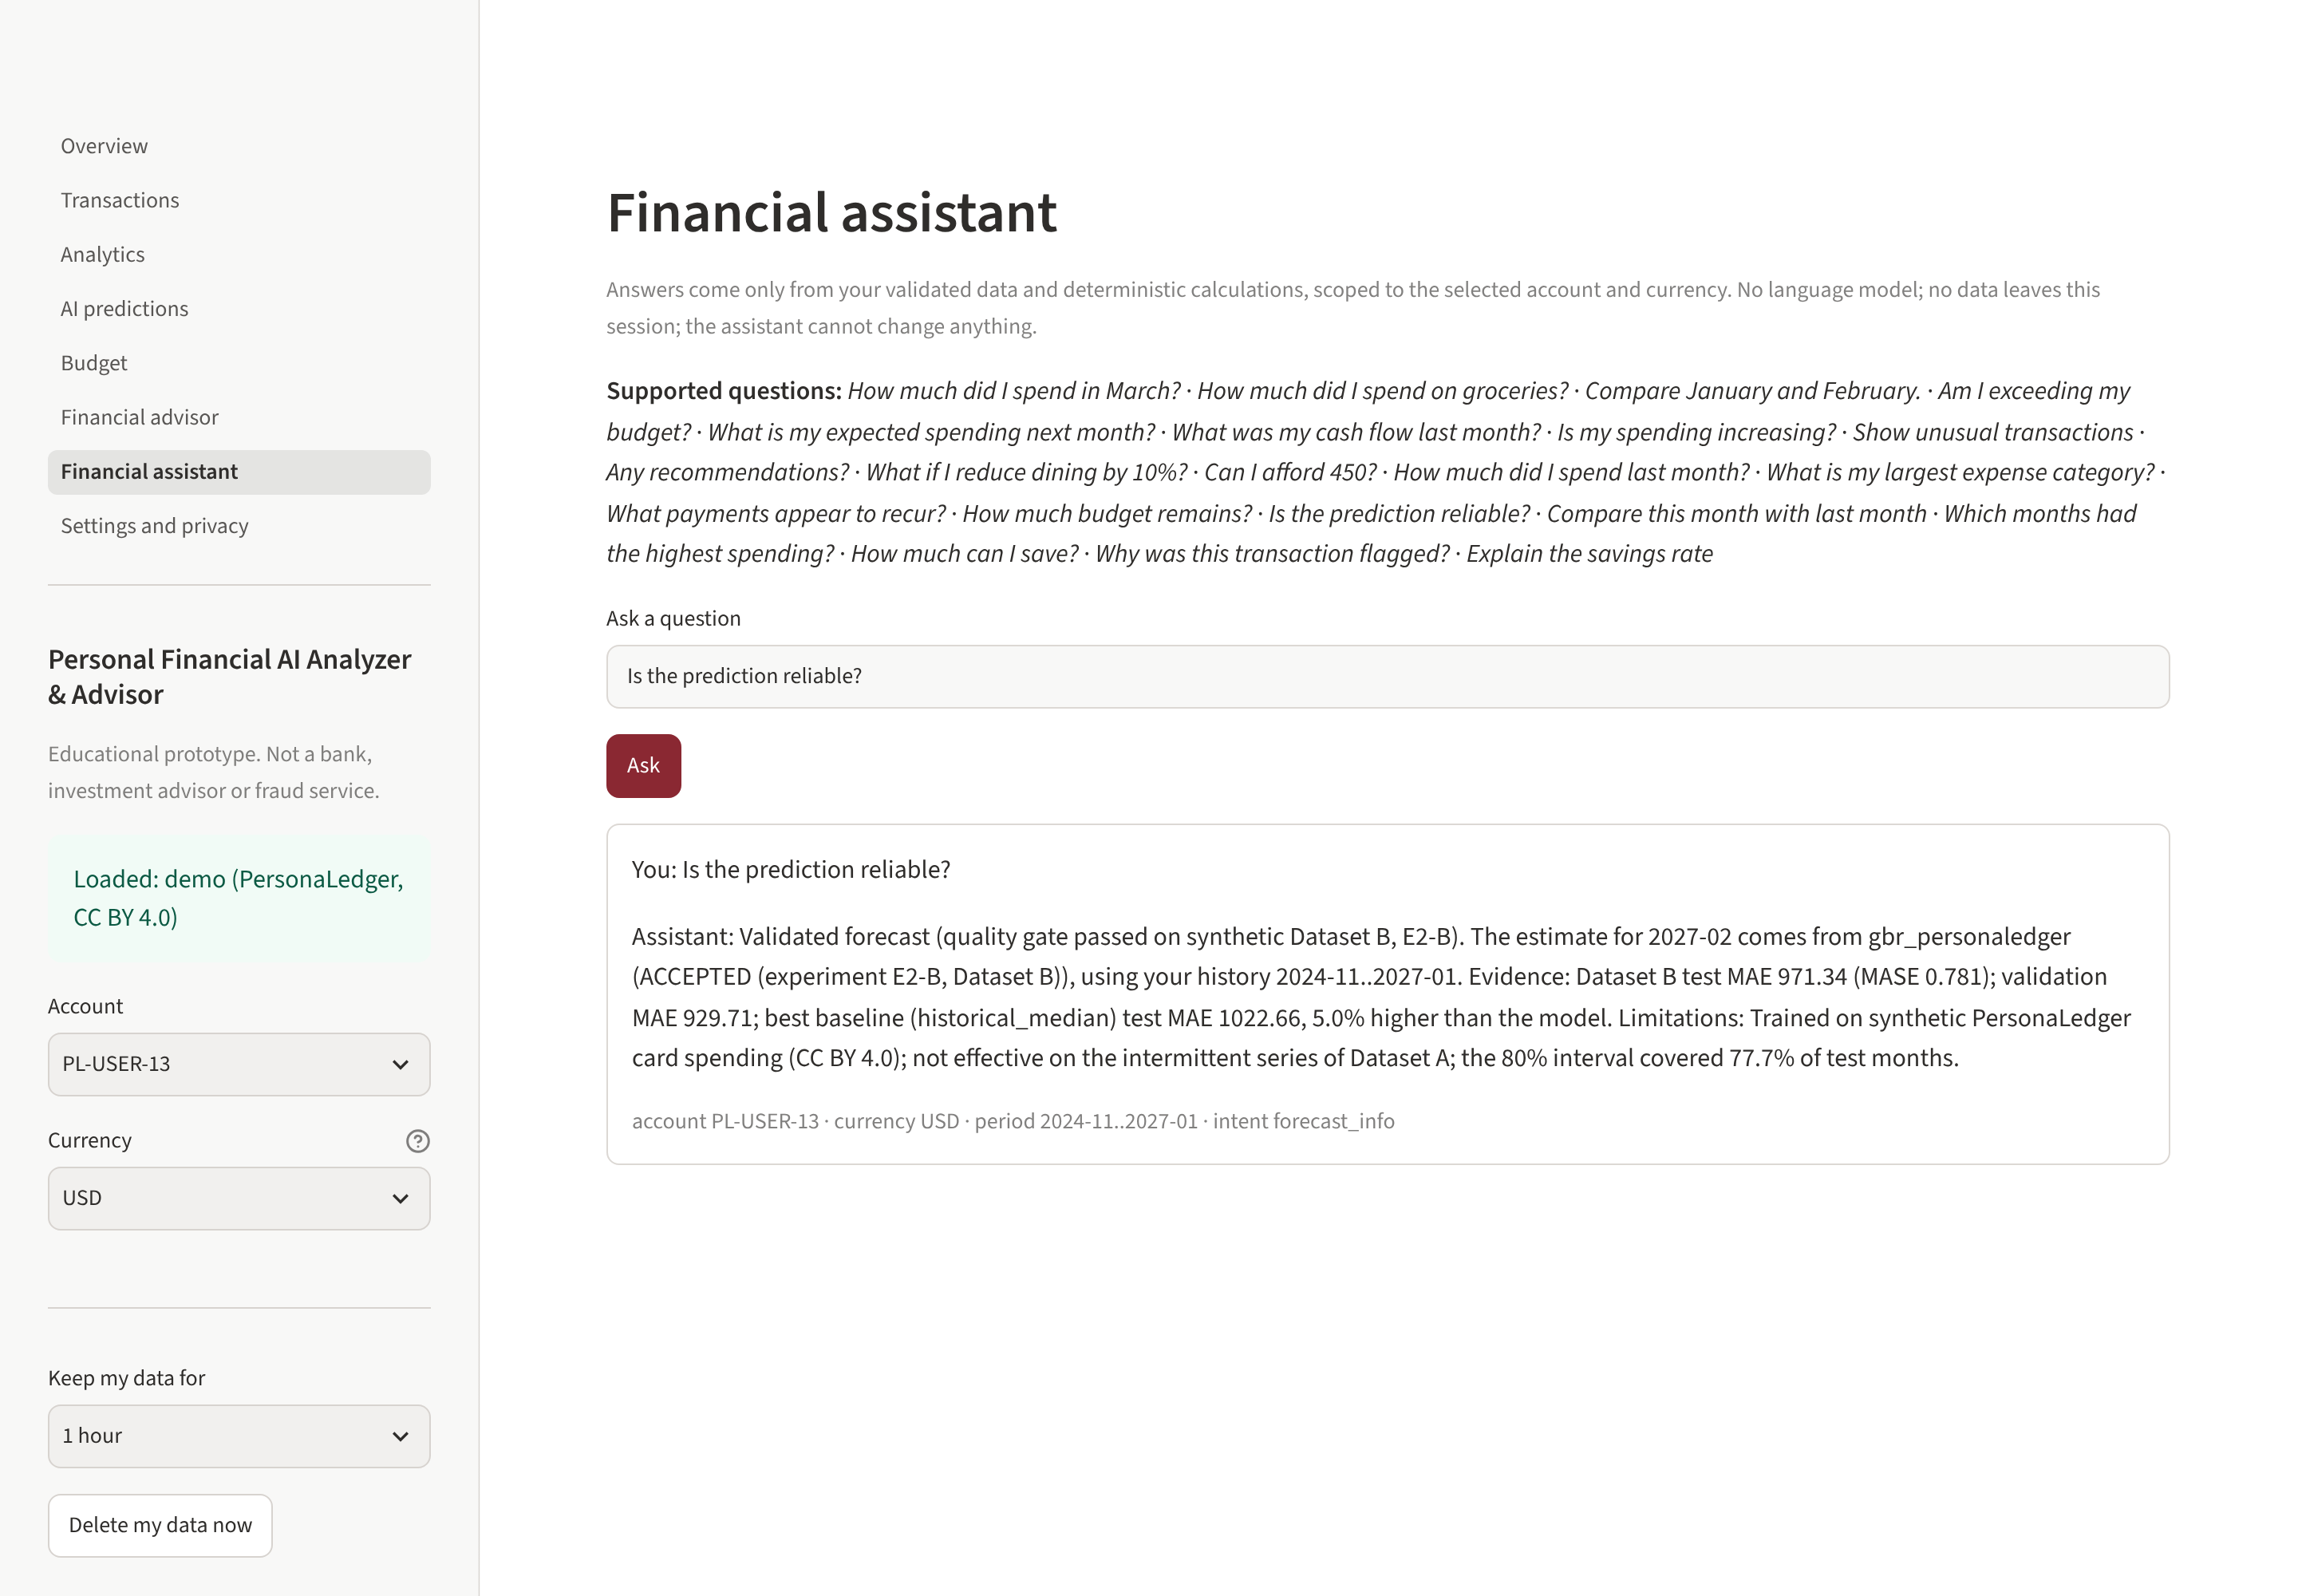 Overview
Transactions
Analytics
AI predictions
Budget
Financial advisor
Financial assistant
Settings and privacy
Personal Financial AI Analyzer
& Advisor
Educational prototype. Not a bank,
investment advisor or fraud service.
Loaded: demo (PersonaLedger,
CC BY 4.0)
Account
PL-USER-13
Currency
USD
Keep my data for
1 hour
Delete my data now
Financial assistant
Answers come only from your validated data and deterministic calculations, scoped to the selected account and currency. No language model; no data leaves this
session; the assistant cannot change anything.
Supported questions: How much did I spend in March? · How much did I spend on groceries? · Compare January and February. · Am I exceeding my
budget? · What is my expected spending next month? · What was my cash flow last month? · Is my spending increasing? · Show unusual transactions ·
Any recommendations? · What if I reduce dining by 10%? · Can I afford 450? · How much did I spend last month? · What is my largest expense category? ·
What payments appear to recur? · How much budget remains? · Is the prediction reliable? · Compare this month with last month · Which months had
the highest spending? · How much can I save? · Why was this transaction flagged? · Explain the savings rate
Ask a question
Is the prediction reliable?
Ask
You: Is the prediction reliable?
Assistant: Validated forecast (quality gate passed on synthetic Dataset B, E2-B). The estimate for 2027-02 comes from gbr_personaledger
(ACCEPTED (experiment E2-B, Dataset B)), using your history 2024-11..2027-01. Evidence: Dataset B test MAE 971.34 (MASE 0.781); validation
MAE 929.71; best baseline (historical_median) test MAE 1022.66, 5.0% higher than the model. Limitations: Trained on synthetic PersonaLedger
card spending (CC BY 4.0); not effective on the intermittent series of Dataset A; the 80% interval covered 77.7% of test months.
account PL-USER-13 · currency USD · period 2024-11..2027-01 · intent forecast_info